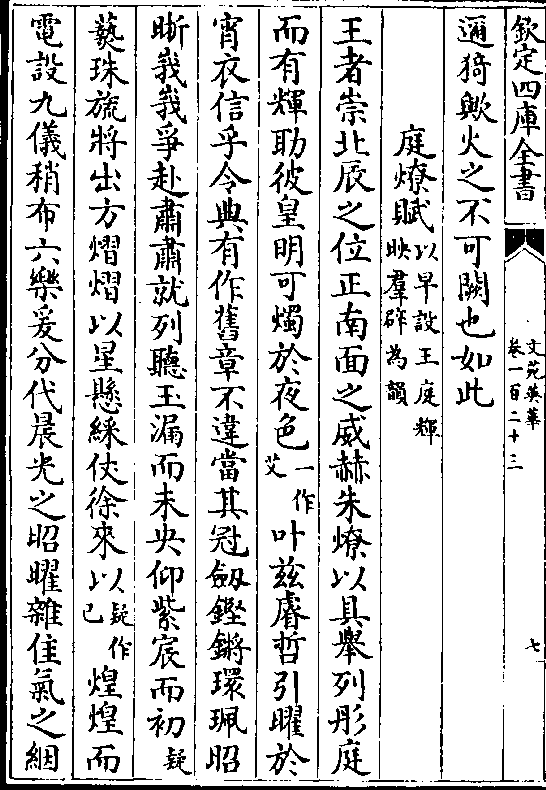 欽定四庫全書
文苑英華
卷一百二十三
七
邇猗歟火之不可闕也如此
庭燎賦以早設王庭輝
映羣辟為韻
王者崇北辰之位正南面之威赫朱燎以具舉列彤庭
而有輝助彼皇明可燭於夜色一作
艾叶兹睿哲引曜於
宵衣信乎令典有作舊章不違當其冠劒鏗鏘環珮昭
晣峩峩爭赴肅肅就列聽玉漏而未央仰紫宸而初疑
爇珠旒將出方熠熠以星懸綵仗徐來以疑作
已煌煌而
電設九儀稍布六樂爰分代晨光之昭曜雜佳氣之絪